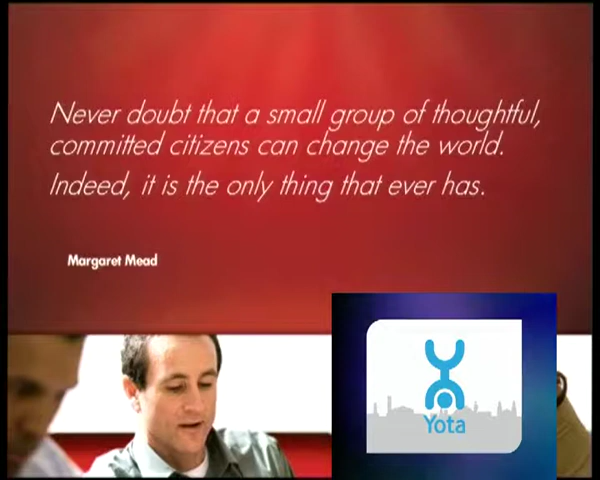 Never doubt that a small group of thoughtful,
committed citizens can change the world.
Indeed, it is the only thing that ever has.
Margaret Mead
Yota